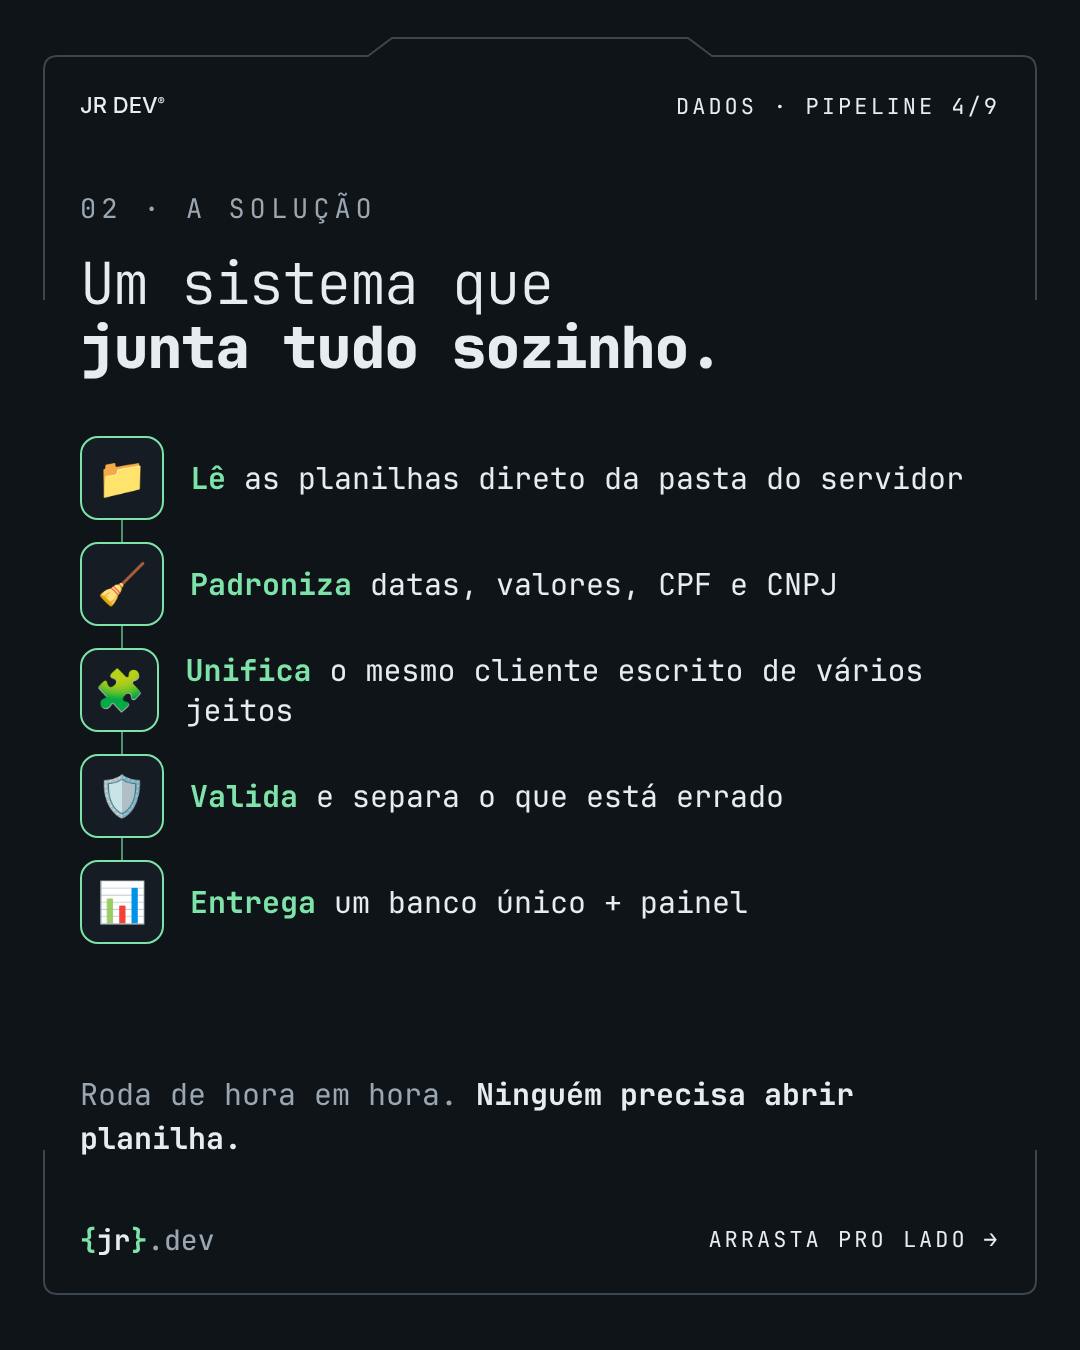 JR DEV®
DADOS · PIPELINE 4/9
02 · A SOLUÇÃO
Um sistema que
junta tudo sozinho.
Lê as planilhas direto da pasta do servidor
Padroniza datas, valores, CPF e CNPJ
Unifica o mesmo cliente escrito de vários
jeitos
Valida e separa o que está errado
Entrega um banco único + painel
Roda de hora em hora. Ninguém precisa abrir
planilha.
{jr}.dev
ARRASTA PRO LADO →